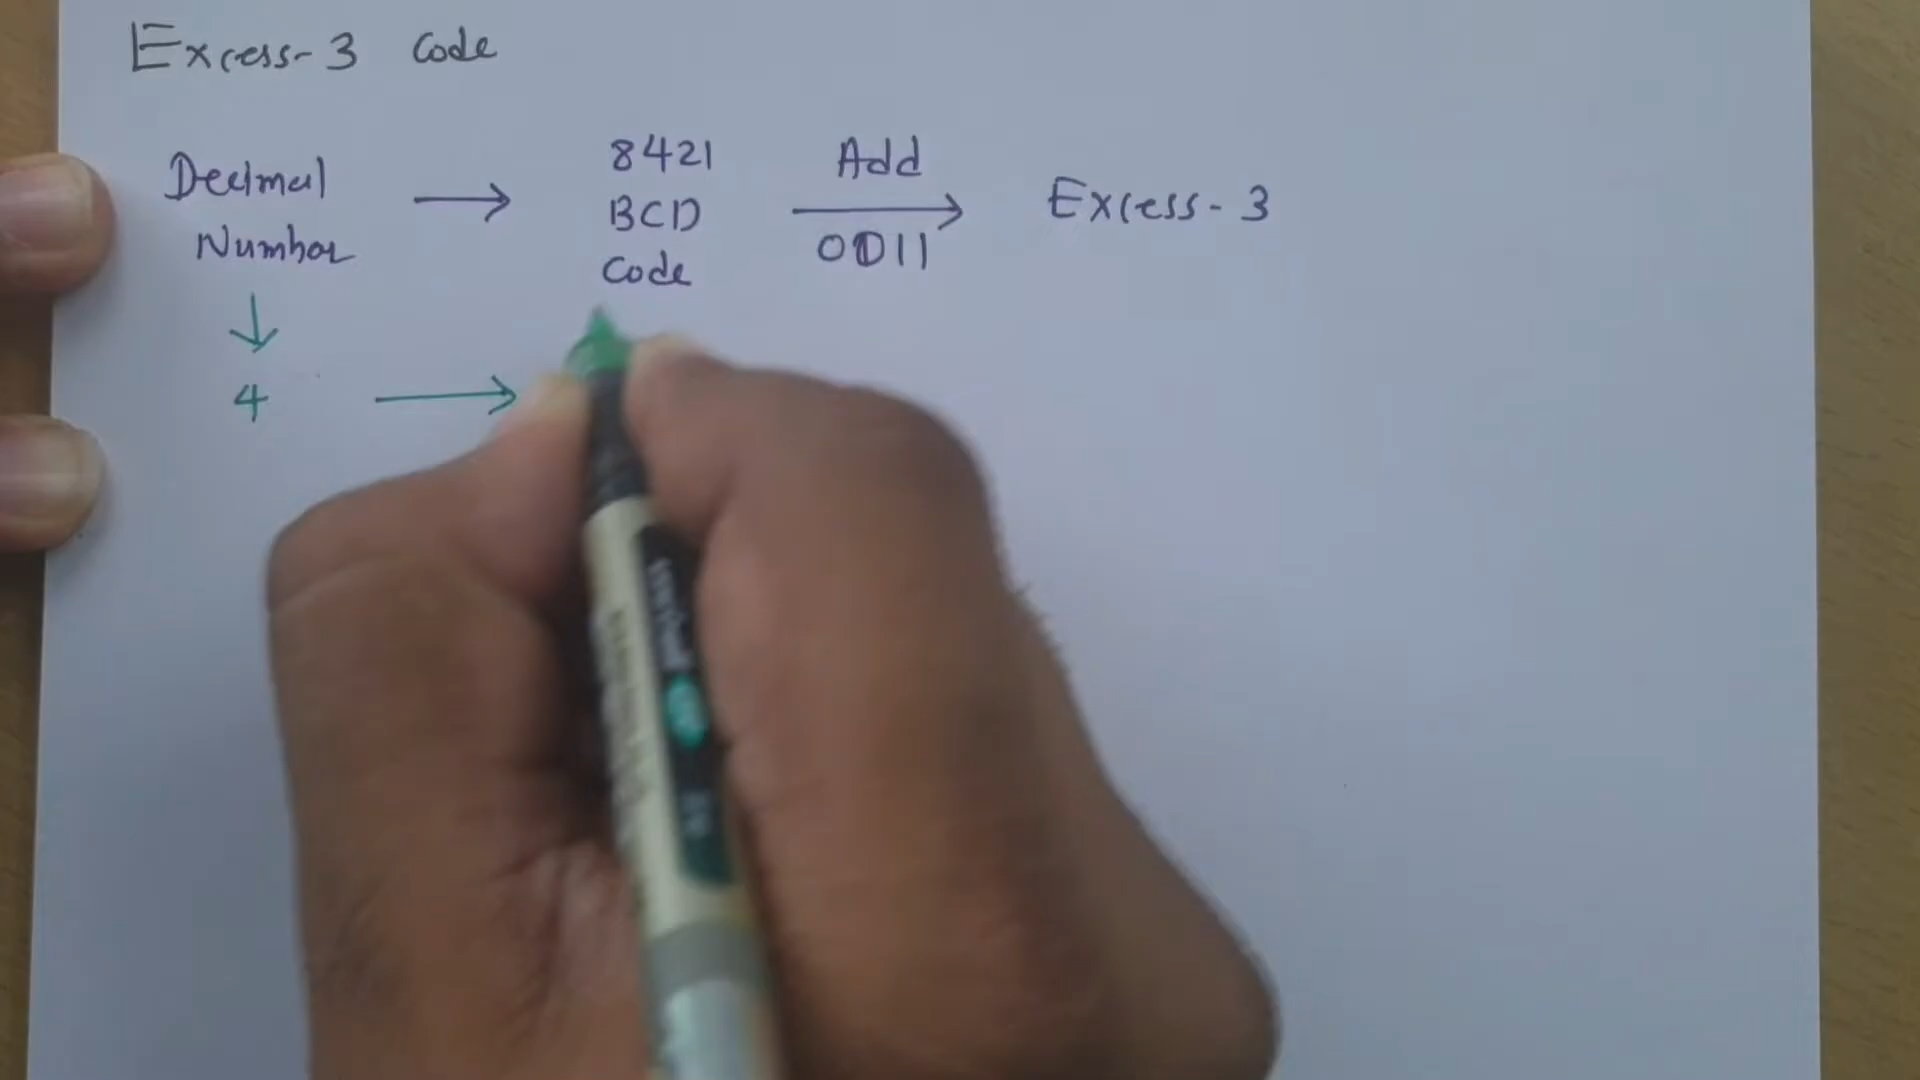 Excess-3 Code
Decimal
Number
→
8421
BCD
Code
Add
→
0011
Excess-3
↓
4 →